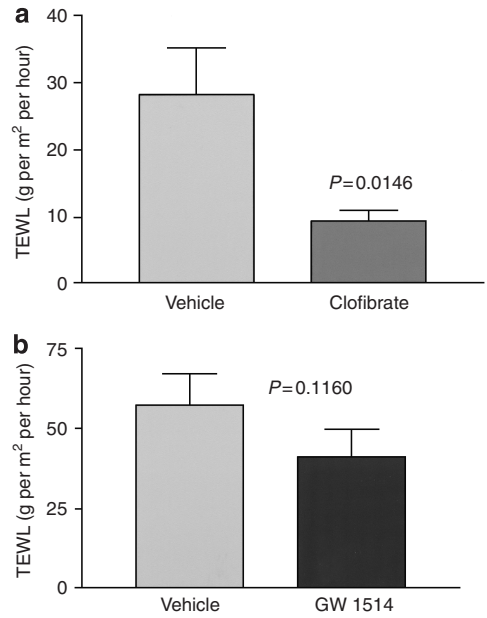 a
TEWL (g per m² per hour)
40
30
20
10
0
P=0.0146
Vehicle Clofibrate
b
TEWL (g per m² per hour)
75
50
25
0
P=0.1160
Vehicle GW 1514